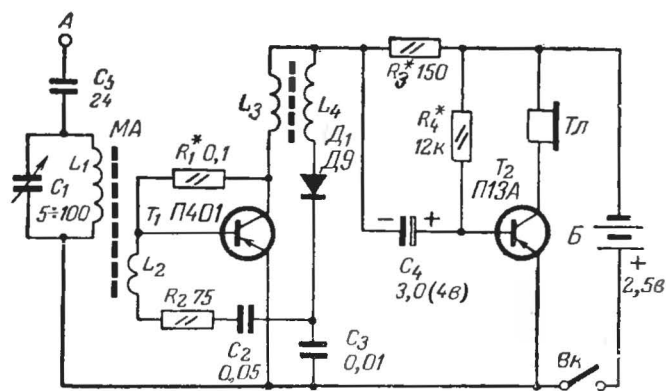 А
C5
24
МА
L1
C1
5÷100
R1* 0,1
T1 П401
L2
R2 75
C2
0,05
L3
L4
Д1
Д9
C3
0,01
R3* 150
R4*
12к
C4
3,0(4в)
− +
T2
П13А
Тл
Б
+
2,5в
Вк